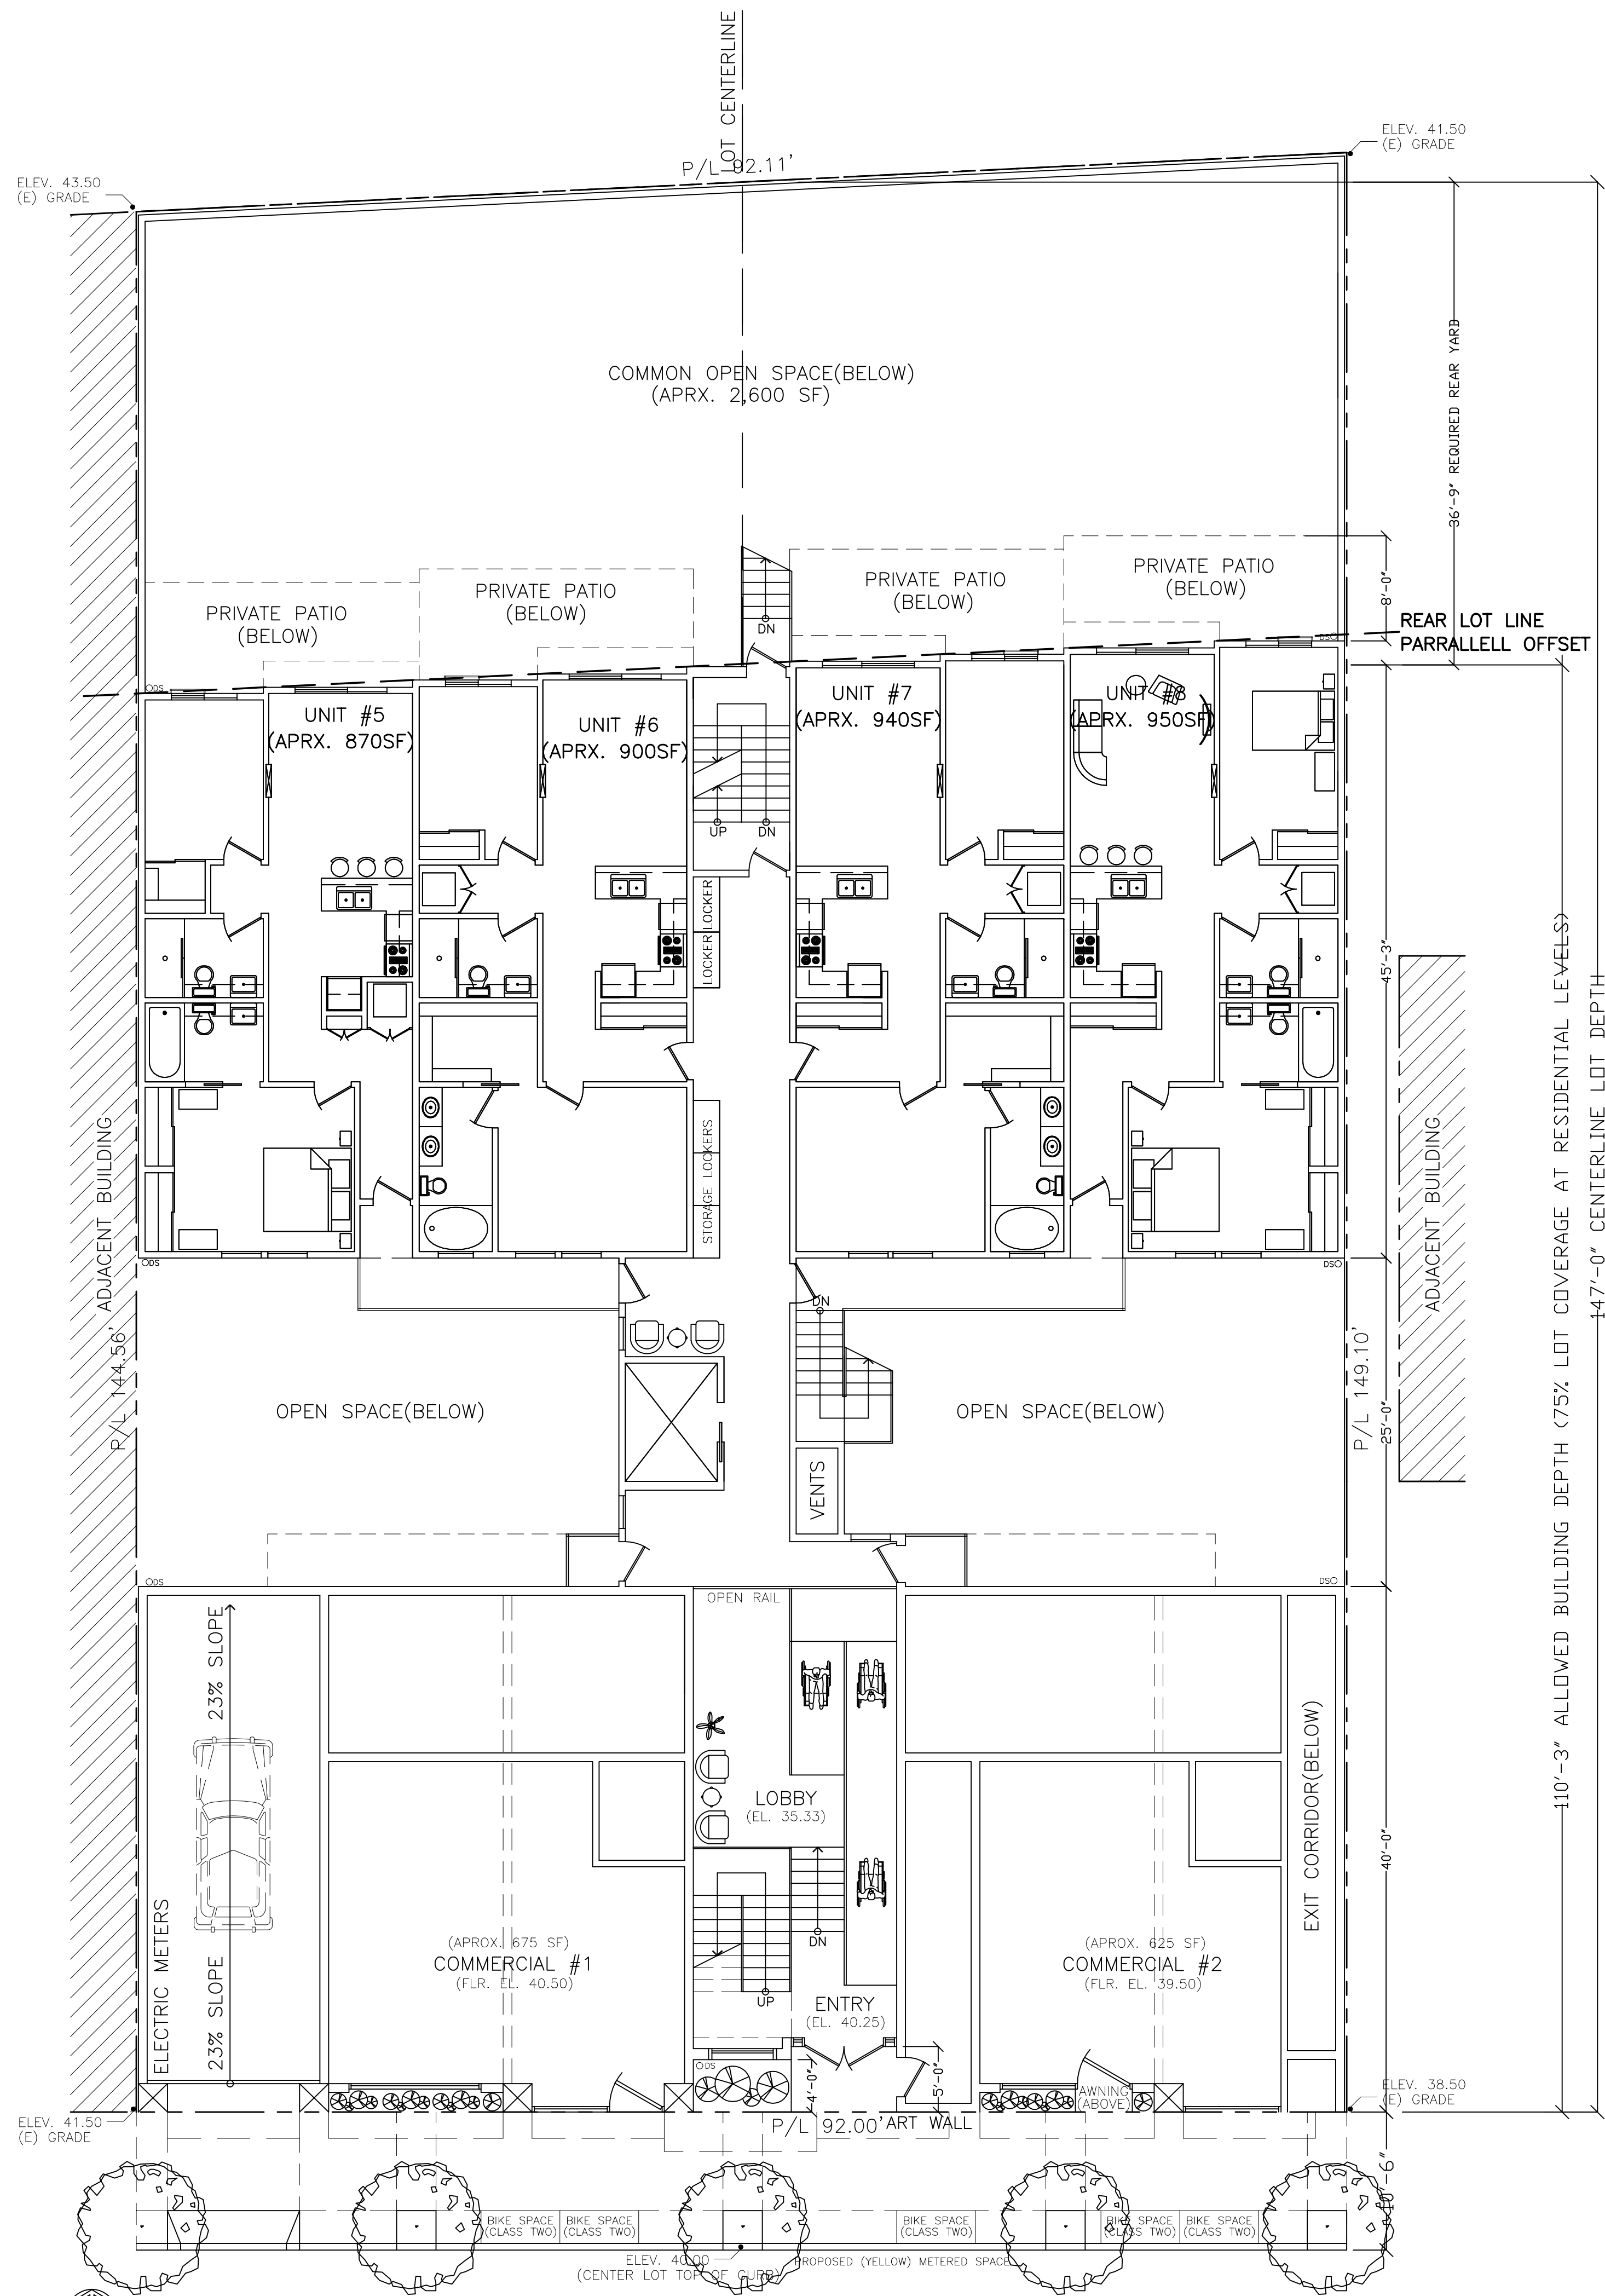 LOT CENTERLINE
P/L 92.11'
ELEV. 41.50
(E) GRADE
ELEV. 43.50
(E) GRADE
COMMON OPEN SPACE(BELOW)
(APRX. 2,600 SF)
36'-9" REQUIRED REAR YARD
PRIVATE PATIO
(BELOW)
PRIVATE PATIO
(BELOW)
PRIVATE PATIO
(BELOW)
PRIVATE PATIO
(BELOW)
8'-0"
DN
REAR LOT LINE
PARRALLELL OFFSET
DS
DS
UNIT #5
(APRX. 870SF)
UNIT #6
(APRX. 900SF)
UNIT #7
(APRX. 940SF)
UNIT #8
(APRX. 950SF)
UP
DN
LOCKER
LOCKER
STORAGE LOCKERS
45'-3"
ADJACENT BUILDING
ADJACENT BUILDING
110'-3" ALLOWED BUILDING DEPTH (75% LOT COVERAGE AT RESIDENTIAL LEVELS)
147'-0" CENTERLINE LOT DEPTH
DS
DS
DN
P/L 144.56'
P/L 149.10'
25'-0"
OPEN SPACE(BELOW)
OPEN SPACE(BELOW)
VENTS
DS
DS
OPEN RAIL
23% SLOPE
23% SLOPE
ELECTRIC METERS
LOBBY
(EL. 35.33)
EXIT CORRIDOR(BELOW)
40'-0"
(APROX. 675 SF)
COMMERCIAL #1
(FLR. EL. 40.50)
DN
UP
ENTRY
(EL. 40.25)
(APROX. 625 SF)
COMMERCIAL #2
(FLR. EL. 39.50)
DS
4'-0"
5'-0"
AWNING
(ABOVE)
ELEV. 41.50
(E) GRADE
ELEV. 38.50
(E) GRADE
P/L 92.00'
ART WALL
10'-6"
BIKE SPACE
(CLASS TWO)
BIKE SPACE
(CLASS TWO)
BIKE SPACE
(CLASS TWO)
BIKE SPACE
(CLASS TWO)
BIKE SPACE
(CLASS TWO)
ELEV. 40.00
(CENTER LOT TOP OF CURB)
PROPOSED (YELLOW) METERED SPACE